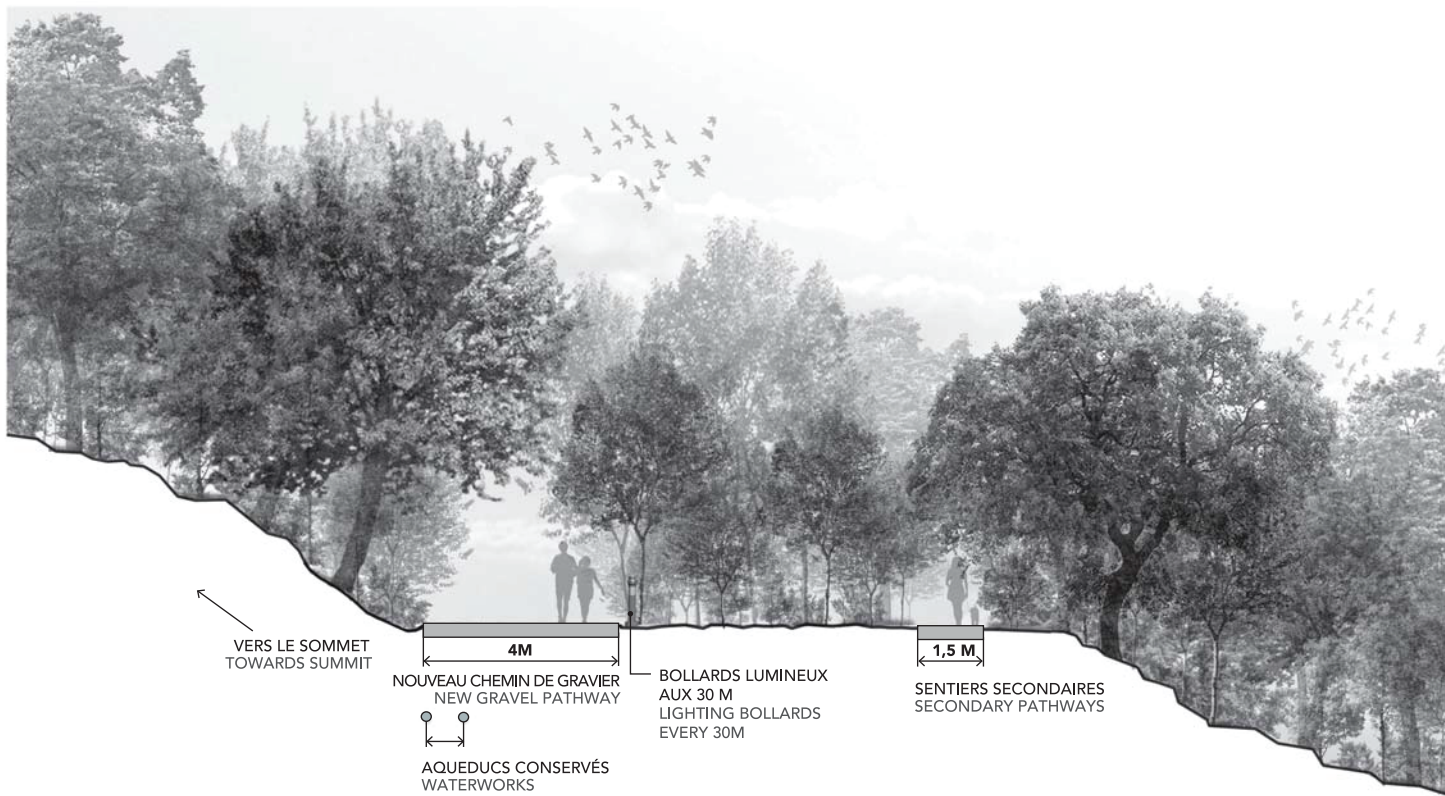 VERS LE SOMMET
TOWARDS SUMMIT
4M
NOUVEAU CHEMIN DE GRAVIER
NEW GRAVEL PATHWAY
AQUEDUCS CONSERVÉS
WATERWORKS
BOLLARDS LUMINEUX
AUX 30 M
LIGHTING BOLLARDS
EVERY 30M
1,5 M
SENTIERS SECONDAIRES
SECONDARY PATHWAYS